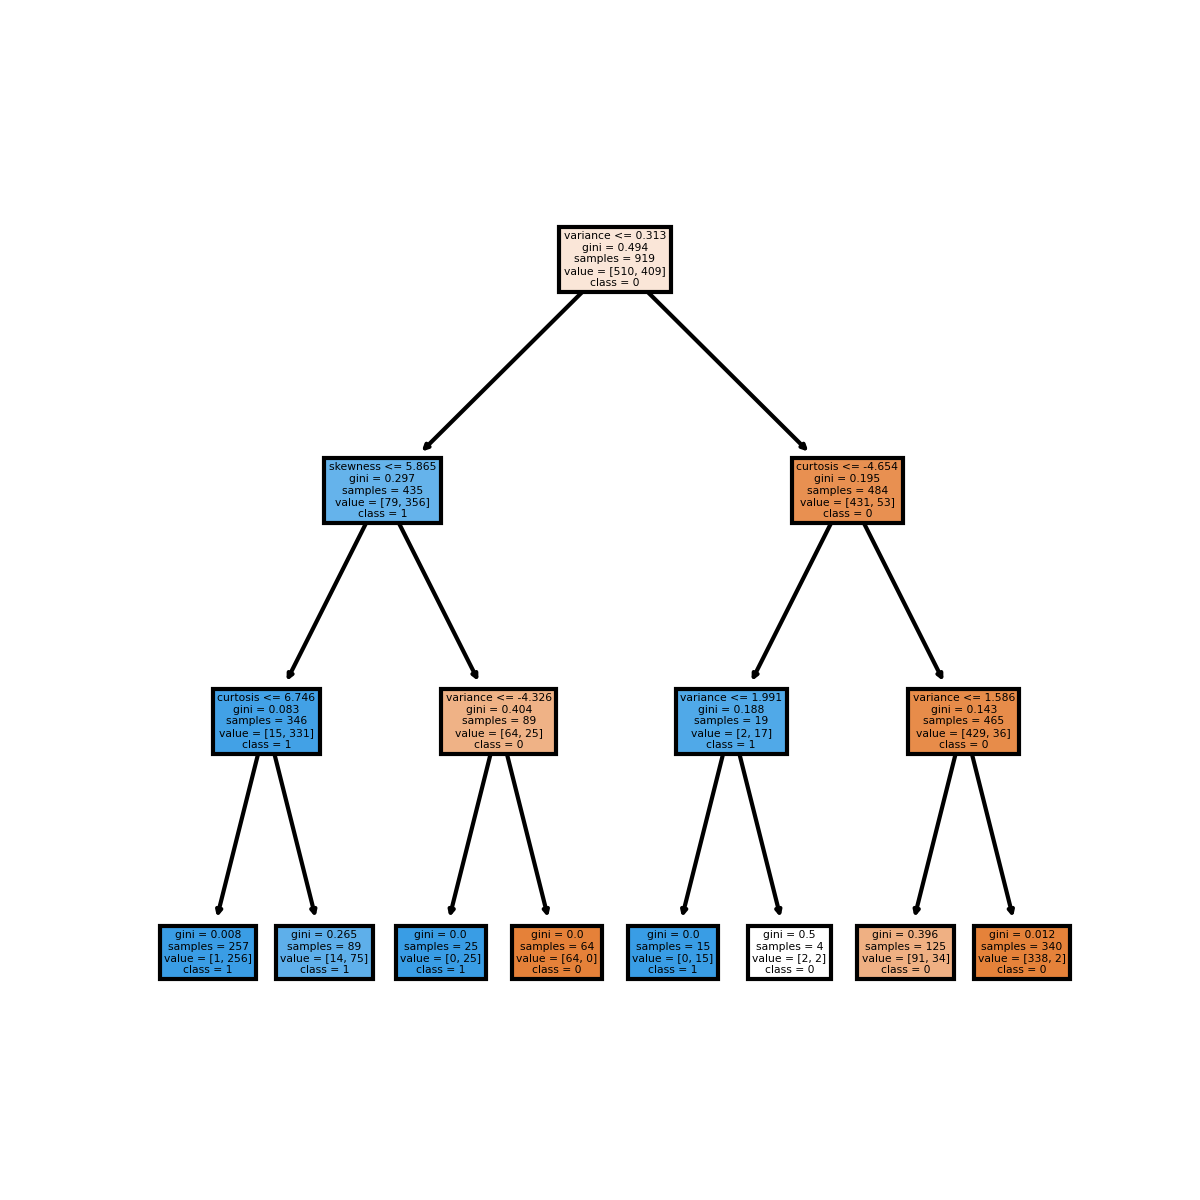 variance <= 0.313
gini = 0.494
samples = 919
value = [510, 409]
class = 0
skewness <= 5.865
gini = 0.297
samples = 435
value = [79, 356]
class = 1
curtosis <= -4.654
gini = 0.195
samples = 484
value = [431, 53]
class = 0
curtosis <= 6.746
gini = 0.083
samples = 346
value = [15, 331]
class = 1
variance <= -4.326
gini = 0.404
samples = 89
value = [64, 25]
class = 0
variance <= 1.991
gini = 0.188
samples = 19
value = [2, 17]
class = 1
variance <= 1.586
gini = 0.143
samples = 465
value = [429, 36]
class = 0
gini = 0.008
samples = 257
value = [1, 256]
class = 1
gini = 0.265
samples = 89
value = [14, 75]
class = 1
gini = 0.0
samples = 25
value = [0, 25]
class = 1
gini = 0.0
samples = 64
value = [64, 0]
class = 0
gini = 0.0
samples = 15
value = [0, 15]
class = 1
gini = 0.5
samples = 4
value = [2, 2]
class = 0
gini = 0.396
samples = 125
value = [91, 34]
class = 0
gini = 0.012
samples = 340
value = [338, 2]
class = 0